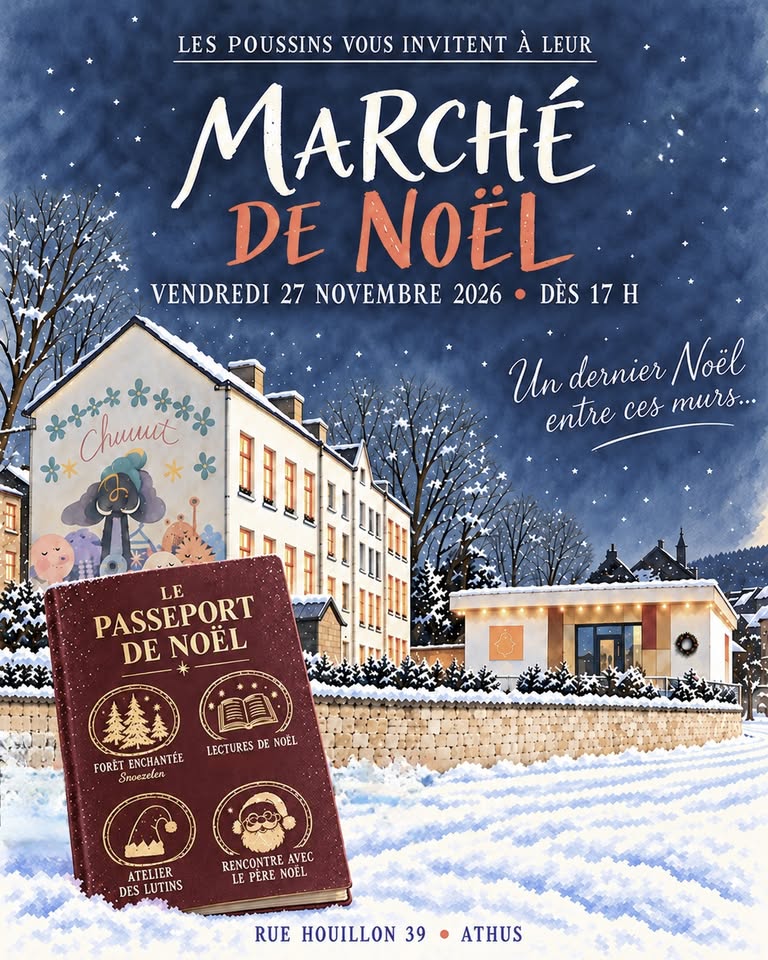 LES POUSSINS VOUS INVITENT À LEUR
MARCHÉ
DE NOËL
VENDREDI 27 NOVEMBRE 2026 • DÈS 17 H
Un dernier Noël
entre ces murs...
Chuuut
LE
PASSEPORT
DE NOËL
FORÊT ENCHANTÉE
Snoezelen
LECTURES DE NOËL
ATELIER
DES LUTINS
RENCONTRE AVEC
LE PÈRE NOËL
RUE HOUILLON 39 • ATHUS